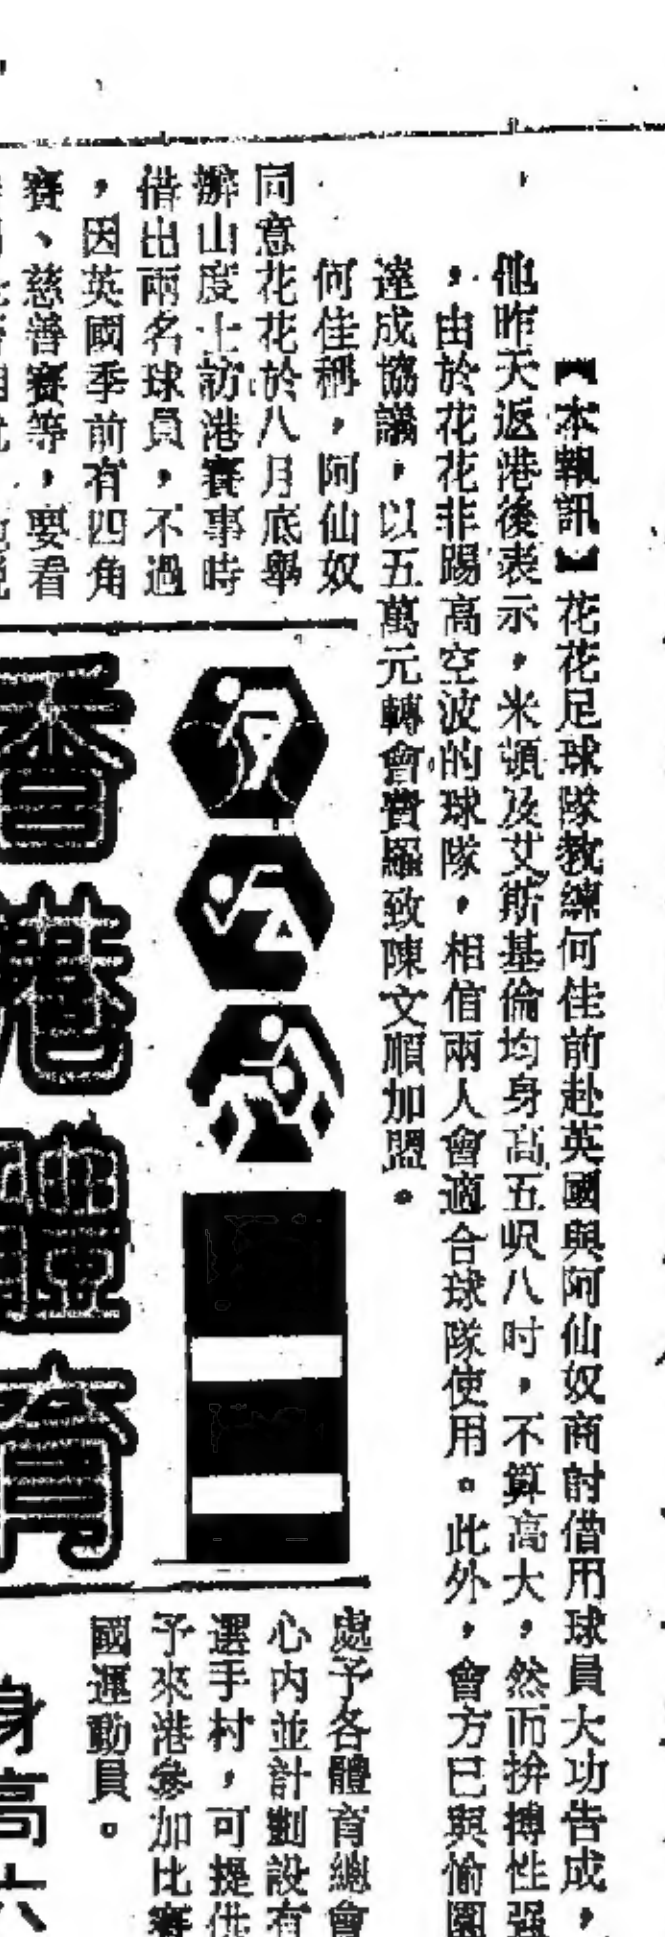 【本報訊】花花足球隊教練何佳前赴英國與阿仙奴商討借用球員大功告成，
他昨天返港後表示，米頓及艾斯基倫均身高五呎八吋，不算高大，然而拚搏性强
，由於花花非踢高空波的球隊，相信兩人會適合球隊使用。此外，會方已與愉園
達成協議，以五萬元轉會費羅致陳文順加盟。
何佳稱，阿仙奴
同意花花於八月底舉
辦山度士訪港賽事時
借出兩名球員，不過
，因英國季前有四角
賽、慈善賽等，要看
香港體育
處予各體育總會
心內並計劃設有
選手村，可提供
予來港參加比賽
國運動員。
身高六